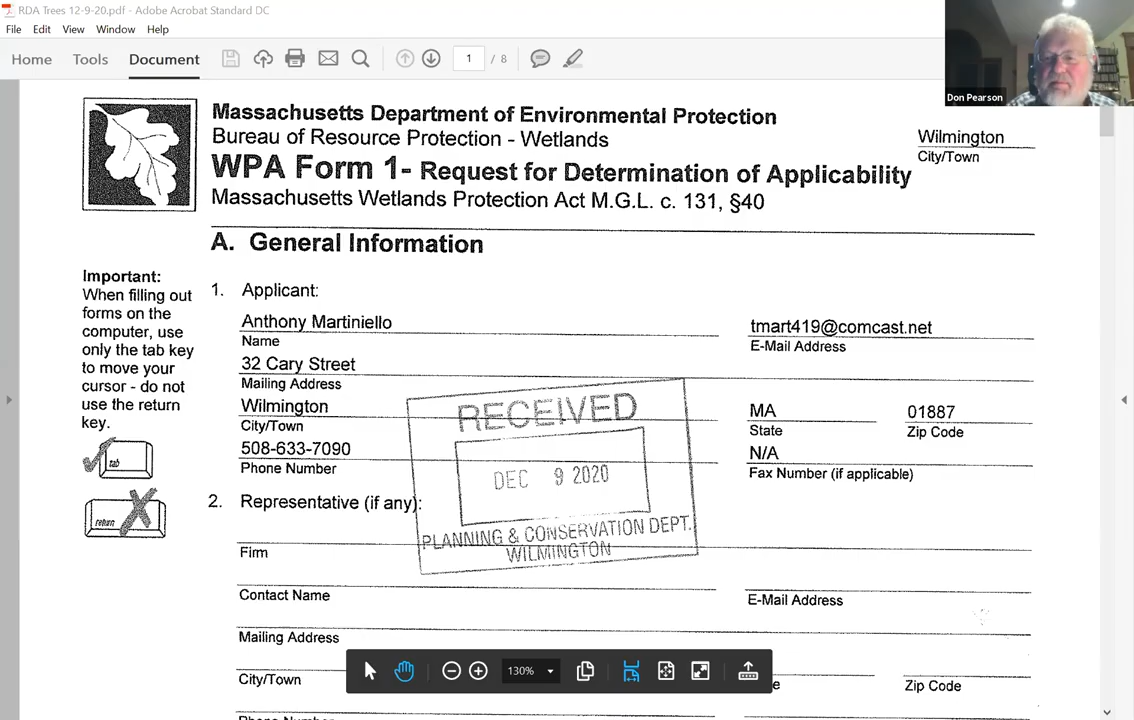 RDA Trees 12-9-20.pdf - Adobe Acrobat Standard DC
File Edit View Window Help
Home Tools Document 1 / 8
Don Pearson
Massachusetts Department of Environmental Protection
Bureau of Resource Protection - Wetlands
WPA Form 1- Request for Determination of Applicability
Massachusetts Wetlands Protection Act M.G.L. c. 131, §40
Wilmington
City/Town
A. General Information
Important:
When filling out
forms on the
computer, use
only the tab key
to move your
cursor - do not
use the return
key.
tab
return
1. Applicant:
Anthony Martiniello
Name
tmart419@comcast.net
E-Mail Address
32 Cary Street
Mailing Address
Wilmington
City/Town
MA
State
01887
Zip Code
508-633-7090
Phone Number
N/A
Fax Number (if applicable)
RECEIVED
DEC 9 2020
PLANNING & CONSERVATION DEPT.
WILMINGTON
2. Representative (if any):
Firm
Contact Name
E-Mail Address
Mailing Address
City/Town
Zip Code
Phone Number
130%